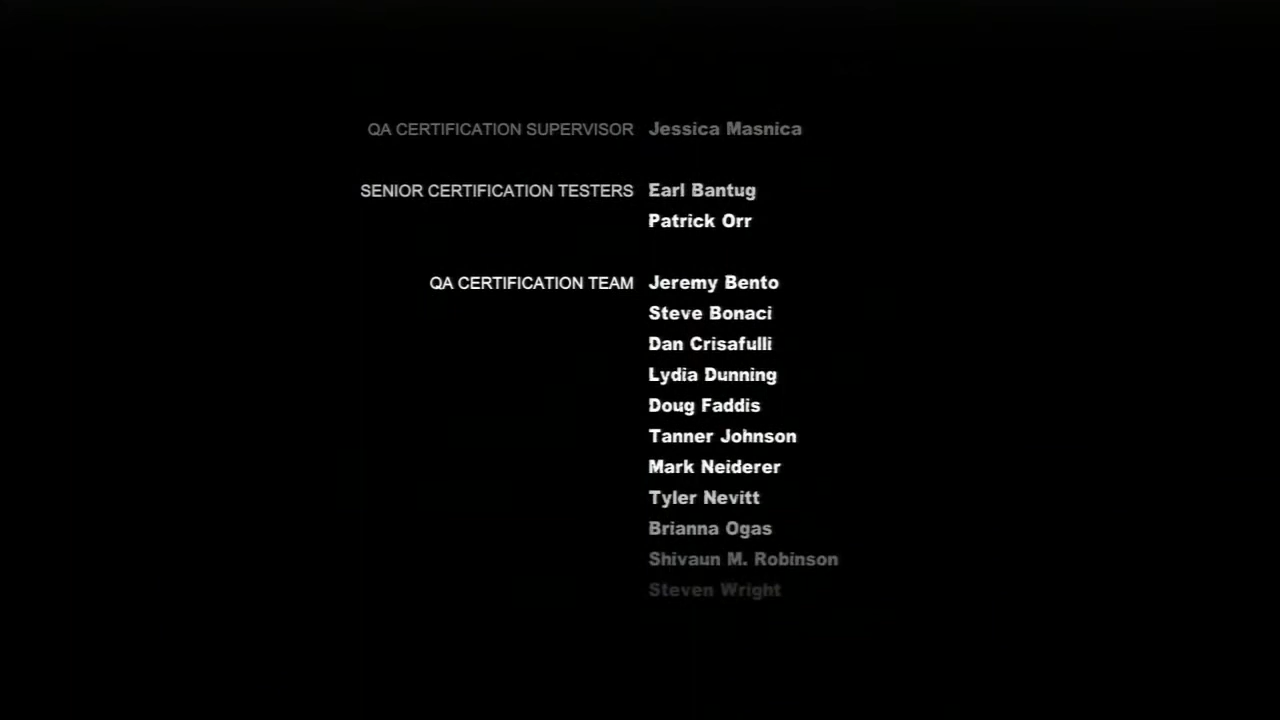 QA CERTIFICATION SUPERVISOR Jessica Masnica
SENIOR CERTIFICATION TESTERS Earl Bantug
Patrick Orr
QA CERTIFICATION TEAM Jeremy Bento
Steve Bonaci
Dan Crisafulli
Lydia Dunning
Doug Faddis
Tanner Johnson
Mark Neiderer
Tyler Nevitt
Brianna Ogas
Shivaun M. Robinson
Steven Wright